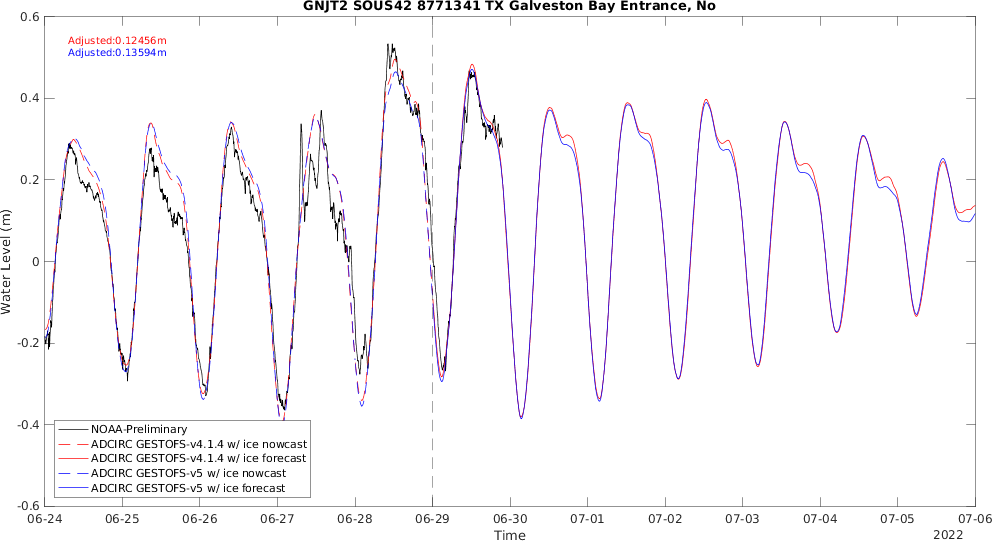 GNJT2 SOUS42 8771341 TX Galveston Bay Entrance, No
Adjusted:0.12456m
Adjusted:0.13594m
Water Level (m)
0.6
0.4
0.2
0
-0.2
-0.4
-0.6
NOAA-Preliminary
ADCIRC GESTOFS-v4.1.4 w/ ice nowcast
ADCIRC GESTOFS-v4.1.4 w/ ice forecast
ADCIRC GESTOFS-v5 w/ ice nowcast
ADCIRC GESTOFS-v5 w/ ice forecast
06-24 06-25 06-26 06-27 06-28 06-29 06-30 07-01 07-02 07-03 07-04 07-05 07-06
Time
2022